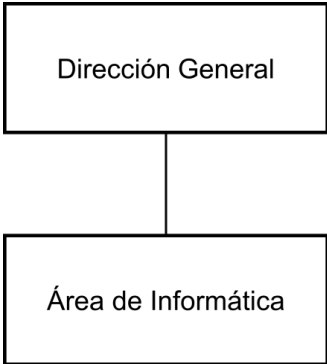 Dirección General
Área de Informática